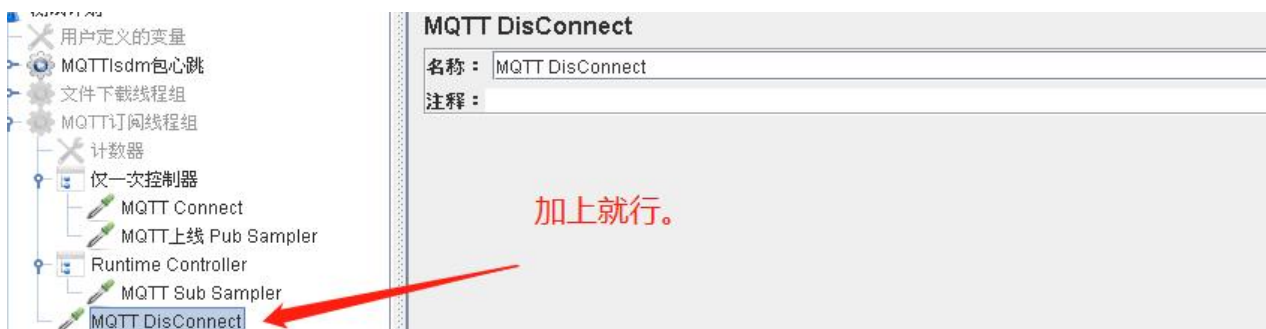 用户定义的变量
MQTTlsdm包心跳
文件下载线程组
MQTT订阅线程组
计数器
仅一次控制器
MQTT Connect
MQTT上线 Pub Sampler
Runtime Controller
MQTT Sub Sampler
MQTT DisConnect
MQTT DisConnect
名称： MQTT DisConnect
注释：
加上就行。